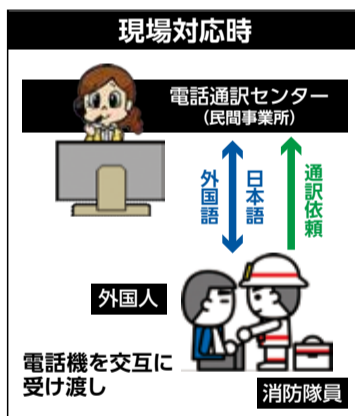 現場対応時
電話通訳センター
（民間事業所）
外国語
日本語
通訳依頼
外国人
電話機を交互に
受け渡し
消防隊員